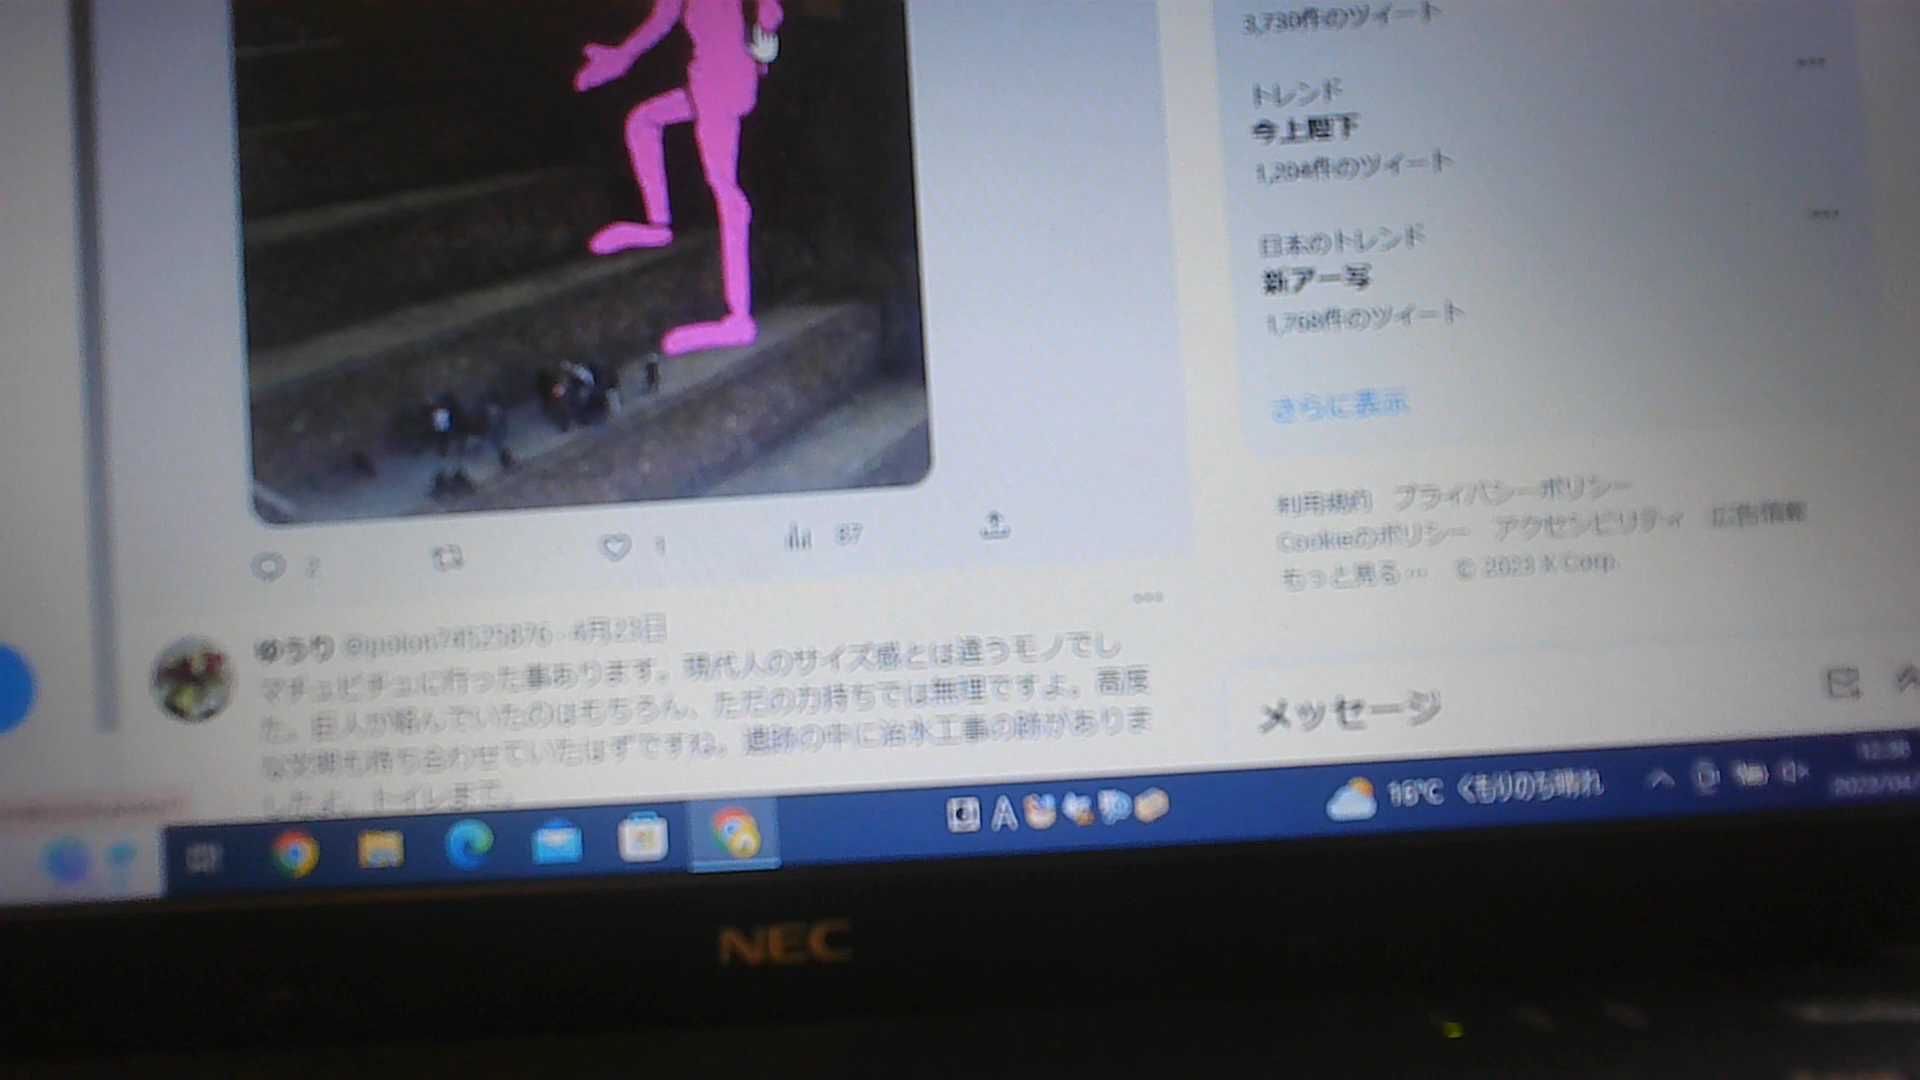 3,730件のツイート
トレンド
今上陛下
1,204件のツイート
日本のトレンド
新アー写
1,768件のツイート
さらに表示
利用規約 プライバシーポリシー
Cookieのポリシー アクセシビリティ 広告情報
もっと見る… © 2023 X Corp.
2 1 87
ゆうり 4月23日
マチュピチュに行った事あります。現代人のサイズ感とは違うモノでし
た。巨人が積んでいたのはもちろん、ただの力持ちでは無理ですよ。高度
な文明も持ち合わせていたはずですね。遺跡の中に治水工事の跡がありま
したよ。トイレまで。
メッセージ
A
16℃ くもりのち晴れ
NEC